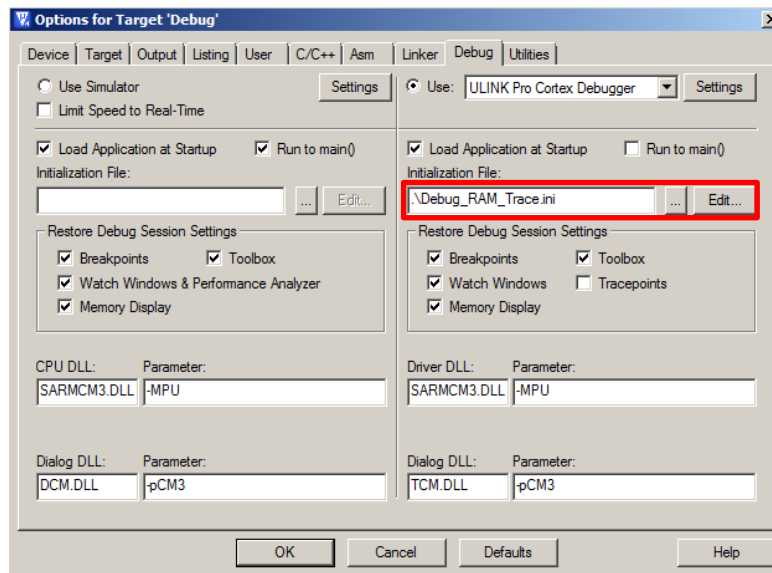 Options for Target 'Debug'
Device Target Output Listing User C/C++ Asm Linker Debug Utilities
Use Simulator Settings
Limit Speed to Real-Time
Use: ULINK Pro Cortex Debugger Settings
Load Application at Startup Run to main()
Initialization File:
... Edit...
Load Application at Startup Run to main()
Initialization File:
.\Debug_RAM_Trace.ini ... Edit...
Restore Debug Session Settings
Breakpoints Toolbox
Watch Windows & Performance Analyzer
Memory Display
Restore Debug Session Settings
Breakpoints Toolbox
Watch Windows Tracepoints
Memory Display
CPU DLL: Parameter:
SARMCM3.DLL -MPU
Driver DLL: Parameter:
SARMCM3.DLL -MPU
Dialog DLL: Parameter:
DCM.DLL -pCM3
Dialog DLL: Parameter:
TCM.DLL -pCM3
OK Cancel Defaults Help